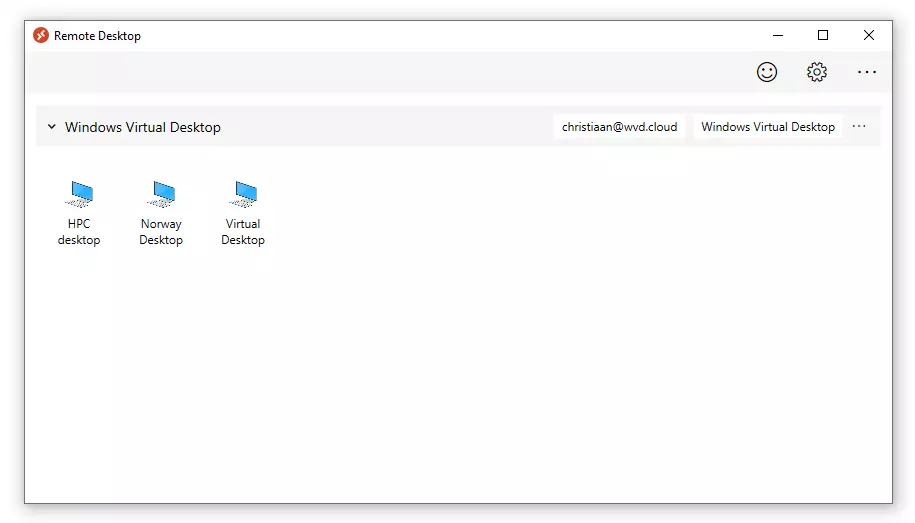 Remote Desktop
Windows Virtual Desktop
christiaan@wvd.cloud
Windows Virtual Desktop
HPC
desktop
Norway
Desktop
Virtual
Desktop